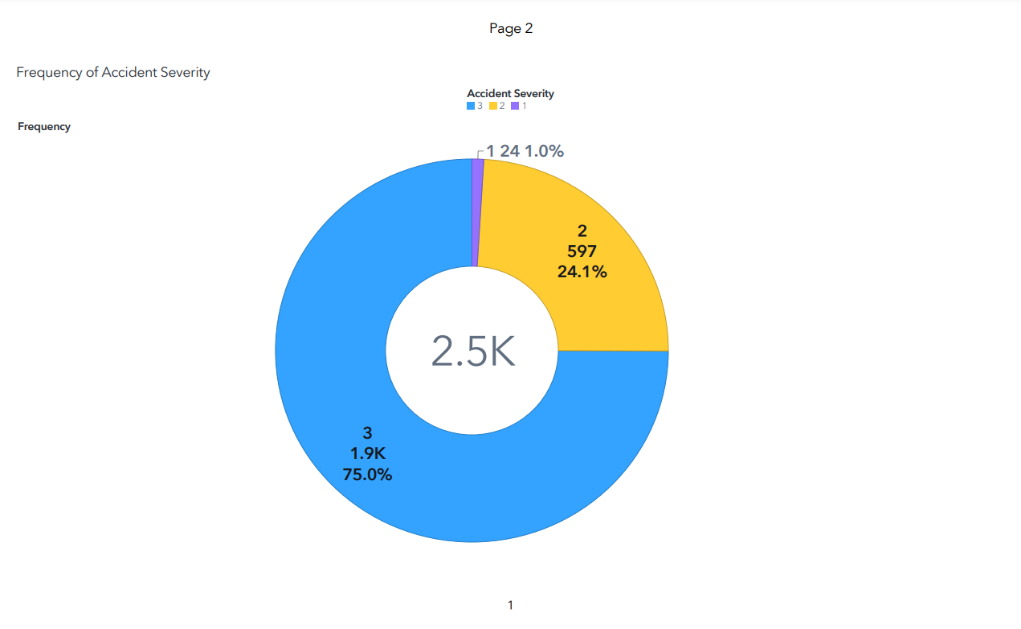 Page 2
Frequency of Accident Severity
Accident Severity
3 2 1
Frequency
1 24 1.0%
2
597
24.1%
2.5K
3
1.9K
75.0%
1